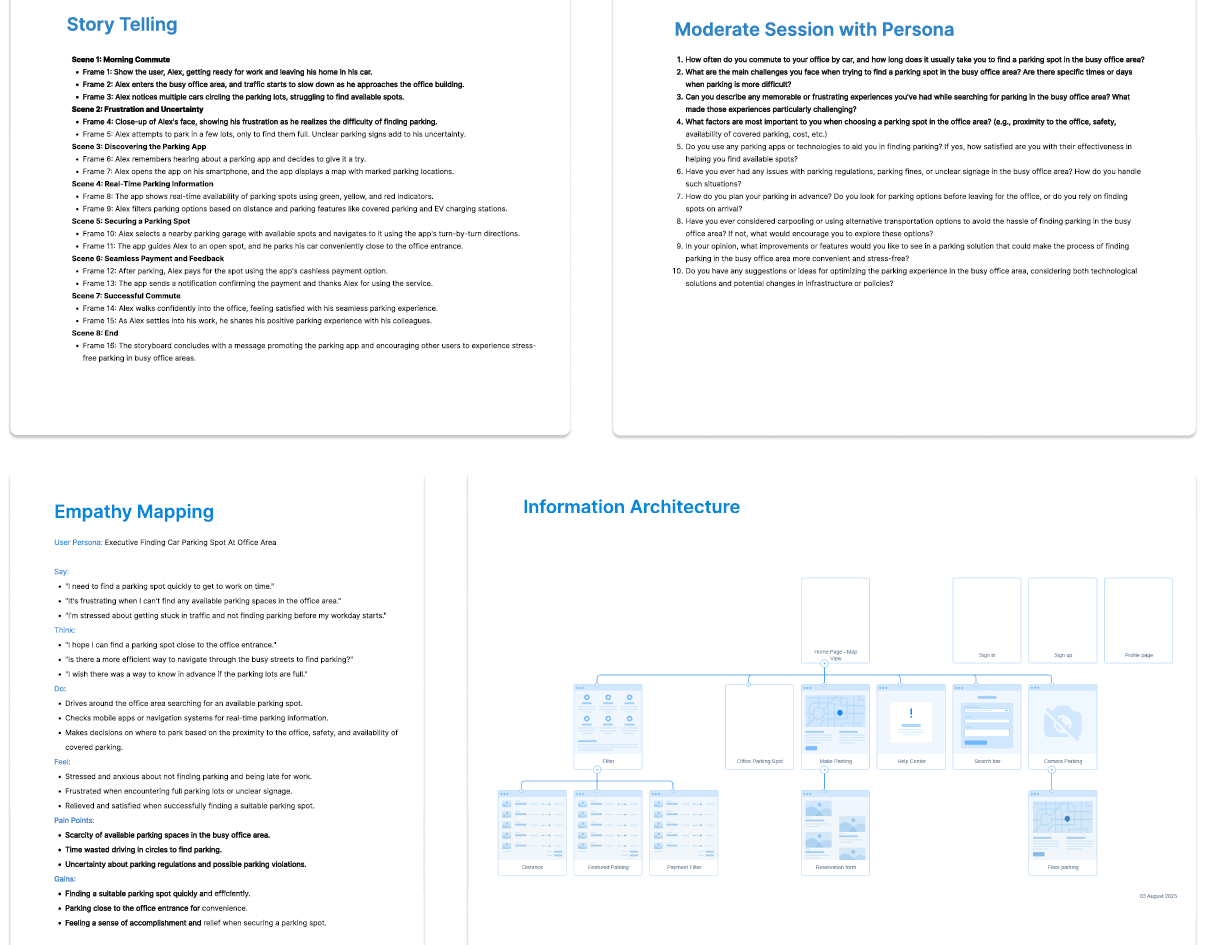 Story Telling
Scene 1: Morning Commute
• Frame 1: Show the user, Alex, getting ready for work and leaving his home in his car.
• Frame 2: Alex enters the busy office area, and traffic starts to slow down as he approaches the office building.
• Frame 3: Alex notices multiple cars circling the parking lots, struggling to find available spots.
Scene 2: Frustration and Uncertainty
• Frame 4: Close-up of Alex's face, showing his frustration as he realizes the difficulty of finding parking.
• Frame 5: Alex attempts to park in a few lots, only to find them full. Unclear parking signs add to his uncertainty.
Scene 3: Discovering the Parking App
• Frame 6: Alex remembers hearing about a parking app and decides to give it a try.
• Frame 7: Alex opens the app on his smartphone, and the app displays a map with marked parking locations.
Scene 4: Real-Time Parking Information
• Frame 8: The app shows real-time availability of parking spots using green, yellow, and red indicators.
• Frame 9: Alex filters parking options based on distance and parking features like covered parking and EV charging stations.
Scene 5: Securing a Parking Spot
• Frame 10: Alex selects a nearby parking garage with available spots and navigates to it using the app's turn-by-turn directions.
• Frame 11: The app guides Alex to an open spot, and he parks his car conveniently close to the office entrance.
Scene 6: Seamless Payment and Feedback
• Frame 12: After parking, Alex pays for the spot using the app's cashless payment option.
• Frame 13: The app sends a notification confirming the payment and thanks Alex for using the service.
Scene 7: Successful Commute
• Frame 14: Alex walks confidently into the office, feeling satisfied with his seamless parking experience.
• Frame 15: As Alex settles into his work, he shares his positive parking experience with his colleagues.
Scene 8: End
• Frame 16: The storyboard concludes with a message promoting the parking app and encouraging other users to experience stress-
free parking in busy office areas.
Moderate Session with Persona
1. How often do you commute to your office by car, and how long does it usually take you to find a parking spot in the busy office area?
2. What are the main challenges you face when trying to find a parking spot in the busy office area? Are there specific times or days
when parking is more difficult?
3. Can you describe any memorable or frustrating experiences you've had while searching for parking in the busy office area? What
made those experiences particularly challenging?
4. What factors are most important to you when choosing a parking spot in the office area? (e.g., proximity to the office, safety,
availability of covered parking, cost, etc.)
5. Do you use any parking apps or technologies to aid you in finding parking? If yes, how satisfied are you with their effectiveness in
helping you find available spots?
6. Have you ever had any issues with parking regulations, parking fines, or unclear signage in the busy office area? How do you handle
such situations?
7. How do you plan your parking in advance? Do you look for parking options before leaving for the office, or do you rely on finding
spots on arrival?
8. Have you ever considered carpooling or using alternative transportation options to avoid the hassle of finding parking in the busy
office area? If not, what would encourage you to explore these options?
9. In your opinion, what improvements or features would you like to see in a parking solution that could make the process of finding
parking in the busy office area more convenient and stress-free?
10. Do you have any suggestions or ideas for optimizing the parking experience in the busy office area, considering both technological
solutions and potential changes in infrastructure or policies?
Empathy Mapping
User Persona: Executive Finding Car Parking Spot At Office Area
Say:
• "I need to find a parking spot quickly to get to work on time."
• "It's frustrating when I can't find any available parking spaces in the office area."
• "I'm stressed about getting stuck in traffic and not finding parking before my workday starts."
Think:
• "I hope I can find a parking spot close to the office entrance."
• "Is there a more efficient way to navigate through the busy streets to find parking?"
• "I wish there was a way to know in advance if the parking lots are full."
Do:
• Drives around the office area searching for an available parking spot.
• Checks mobile apps or navigation systems for real-time parking information.
• Makes decisions on where to park based on the proximity to the office, safety, and availability of
covered parking.
Feel:
• Stressed and anxious about not finding parking and being late for work.
• Frustrated when encountering full parking lots or unclear signage.
• Relieved and satisfied when successfully finding a suitable parking spot.
Pain Points:
• Scarcity of available parking spaces in the busy office area.
• Time wasted driving in circles to find parking.
• Uncertainty about parking regulations and possible parking violations.
Gains:
• Finding a suitable parking spot quickly and efficiently.
• Parking close to the office entrance for convenience.
• Feeling a sense of accomplishment and relief when securing a parking spot.
Information Architecture
Home Page - Map
View
Sign in
Sign up
Profile page
Filter
Office Parking Spot
Make Parking
Help Center
Search bar
Camera Parking
Distance
Featured Parking
Payment Filter
Reservation form
Floor parking
03 August 2023